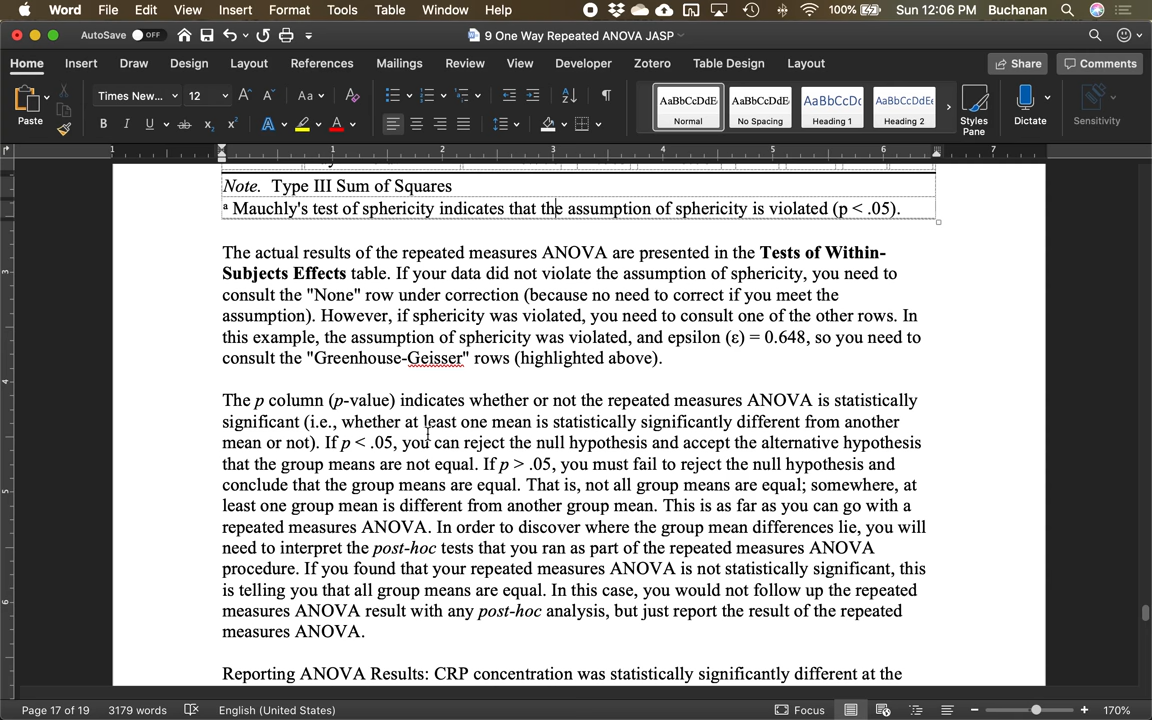 Word File Edit View Insert Format Tools Table Window Help 100% Sun 12:06 PM Buchanan
AutoSave OFF 9 One Way Repeated ANOVA JASP
Home Insert Draw Design Layout References Mailings Review View Developer Zotero Table Design Layout Share Comments
Paste Times New... 12 Aa AaBbCcDdE Normal AaBbCcDdE No Spacing AaBbCcDc Heading 1 AaBbCcDdEe Heading 2 Styles Pane Dictate Sensitivity
B I U ab x₂ x² A A
1 1 2 3 4 5 6 7
Note. Type III Sum of Squares
ᵃ Mauchly's test of sphericity indicates that the assumption of sphericity is violated (p < .05).
The actual results of the repeated measures ANOVA are presented in the Tests of Within-
Subjects Effects table. If your data did not violate the assumption of sphericity, you need to
consult the "None" row under correction (because no need to correct if you meet the
assumption). However, if sphericity was violated, you need to consult one of the other rows. In
this example, the assumption of sphericity was violated, and epsilon (ε) = 0.648, so you need to
consult the "Greenhouse-Geisser" rows (highlighted above).
The p column (p-value) indicates whether or not the repeated measures ANOVA is statistically
significant (i.e., whether at least one mean is statistically significantly different from another
mean or not). If p < .05, you can reject the null hypothesis and accept the alternative hypothesis
that the group means are not equal. If p > .05, you must fail to reject the null hypothesis and
conclude that the group means are equal. That is, not all group means are equal; somewhere, at
least one group mean is different from another group mean. This is as far as you can go with a
repeated measures ANOVA. In order to discover where the group mean differences lie, you will
need to interpret the post-hoc tests that you ran as part of the repeated measures ANOVA
procedure. If you found that your repeated measures ANOVA is not statistically significant, this
is telling you that all group means are equal. In this case, you would not follow up the repeated
measures ANOVA result with any post-hoc analysis, but just report the result of the repeated
measures ANOVA.
Reporting ANOVA Results: CRP concentration was statistically significantly different at the
Page 17 of 19 3179 words English (United States) Focus 170%